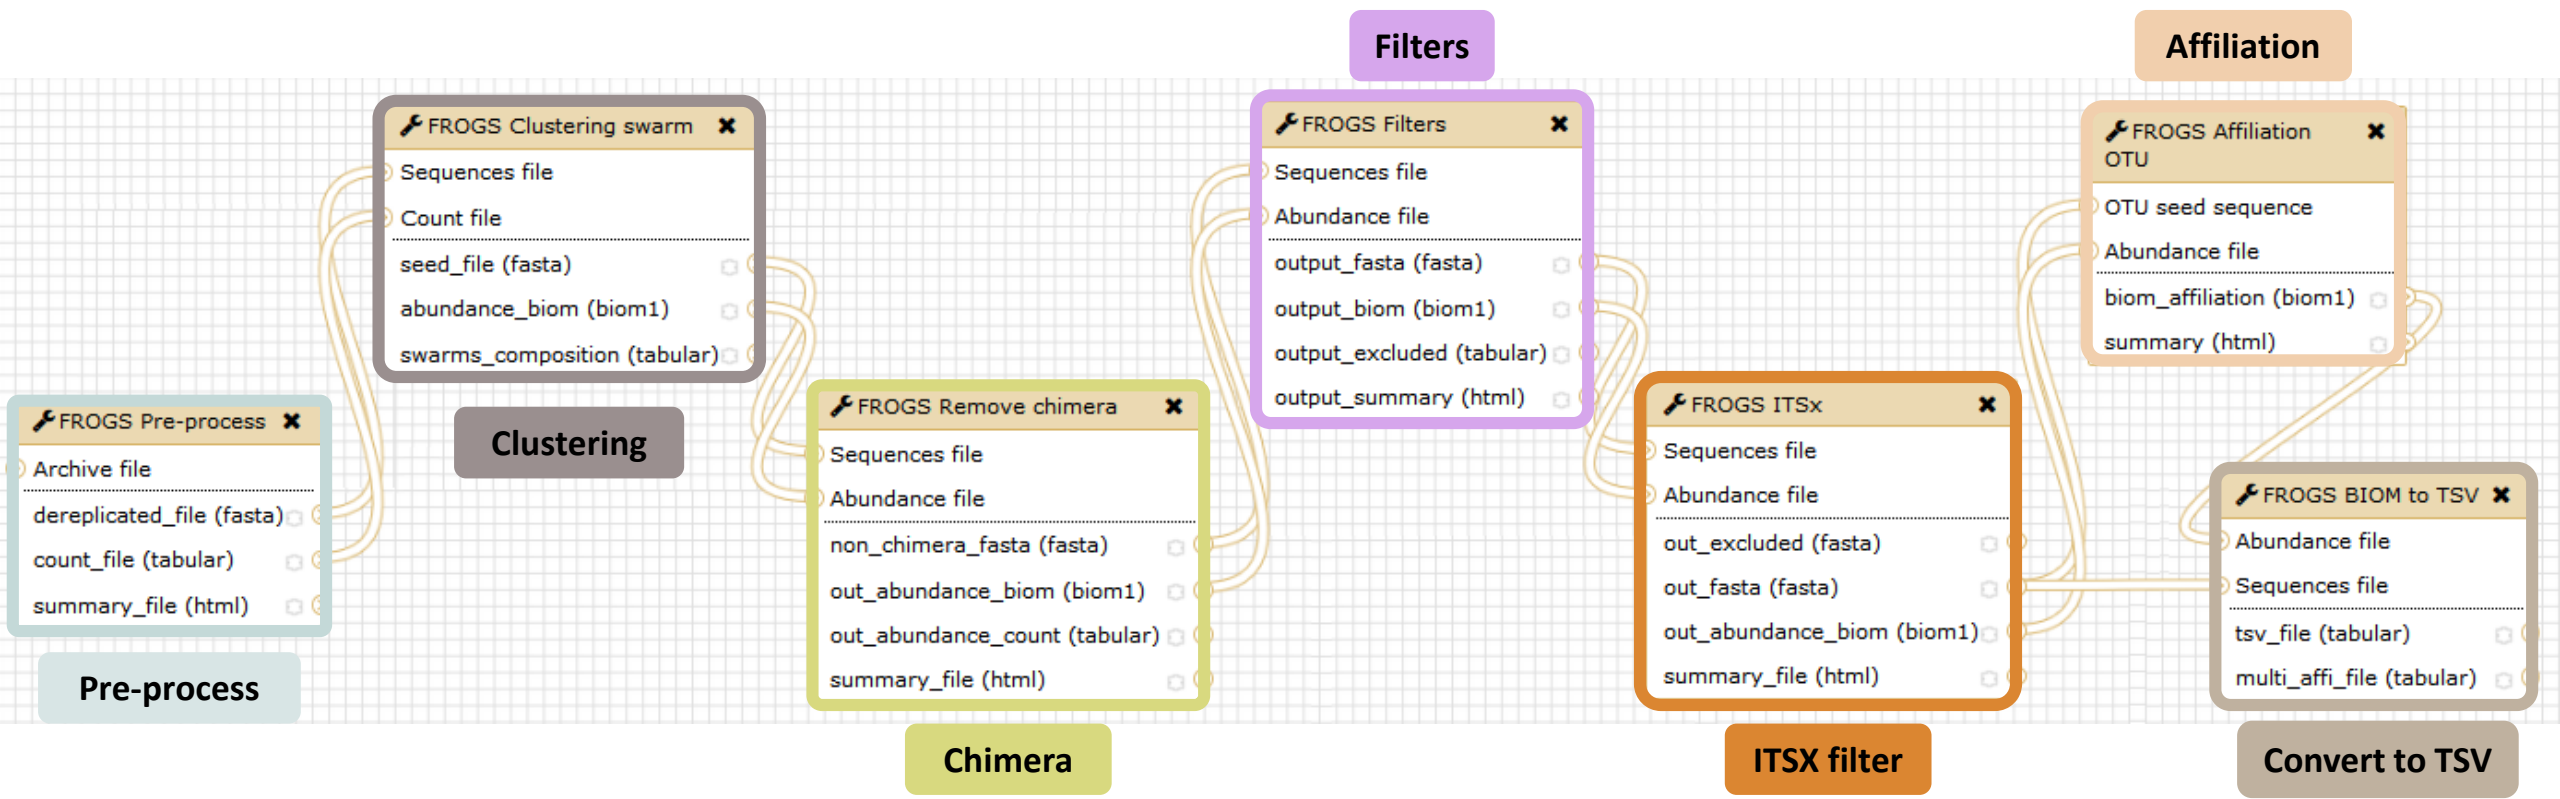 Pre-process
FROGS Pre-process
Archive file
dereplicated_file (fasta)
count_file (tabular)
summary_file (html)
Clustering
FROGS Clustering swarm
Sequences file
Count file
seed_file (fasta)
abundance_biom (biom1)
swarms_composition (tabular)
Chimera
FROGS Remove chimera
Sequences file
Abundance file
non_chimera_fasta (fasta)
out_abundance_biom (biom1)
out_abundance_count (tabular)
summary_file (html)
Filters
FROGS Filters
Sequences file
Abundance file
output_fasta (fasta)
output_biom (biom1)
output_excluded (tabular)
output_summary (html)
ITSX filter
FROGS ITSx
Sequences file
Abundance file
out_excluded (fasta)
out_fasta (fasta)
out_abundance_biom (biom1)
summary_file (html)
Affiliation
FROGS Affiliation
OTU
OTU seed sequence
Abundance file
biom_affiliation (biom1)
summary (html)
Convert to TSV
FROGS BIOM to TSV
Abundance file
Sequences file
tsv_file (tabular)
multi_affi_file (tabular)